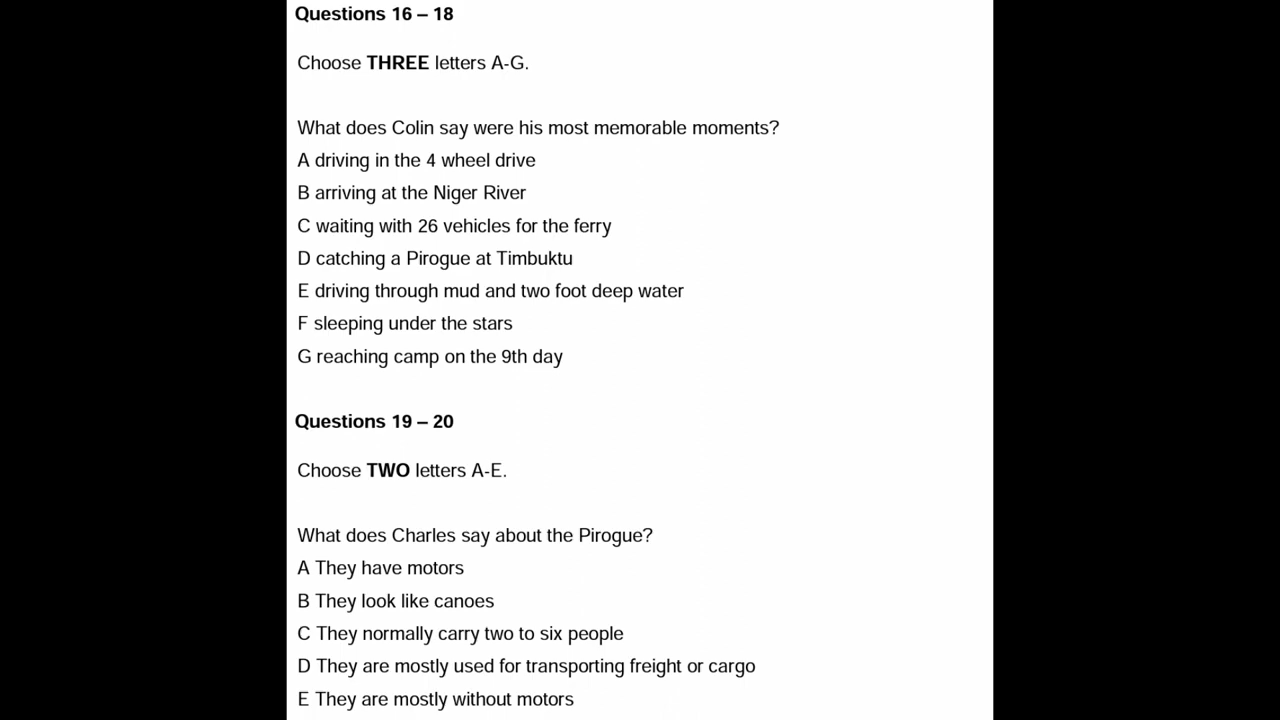 Questions 16 – 18
Choose THREE letters A-G.
What does Colin say were his most memorable moments?
A driving in the 4 wheel drive
B arriving at the Niger River
C waiting with 26 vehicles for the ferry
D catching a Pirogue at Timbuktu
E driving through mud and two foot deep water
F sleeping under the stars
G reaching camp on the 9th day
Questions 19 – 20
Choose TWO letters A-E.
What does Charles say about the Pirogue?
A They have motors
B They look like canoes
C They normally carry two to six people
D They are mostly used for transporting freight or cargo
E They are mostly without motors